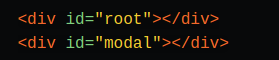 <div id="root"></div>
<div id="modal"></div>